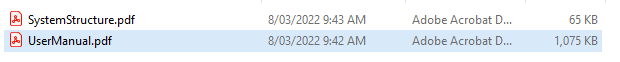 SystemStructure.pdf 8/03/2022 9:43 AM Adobe Acrobat D... 65 KB
UserManual.pdf 8/03/2022 9:42 AM Adobe Acrobat D... 1,075 KB